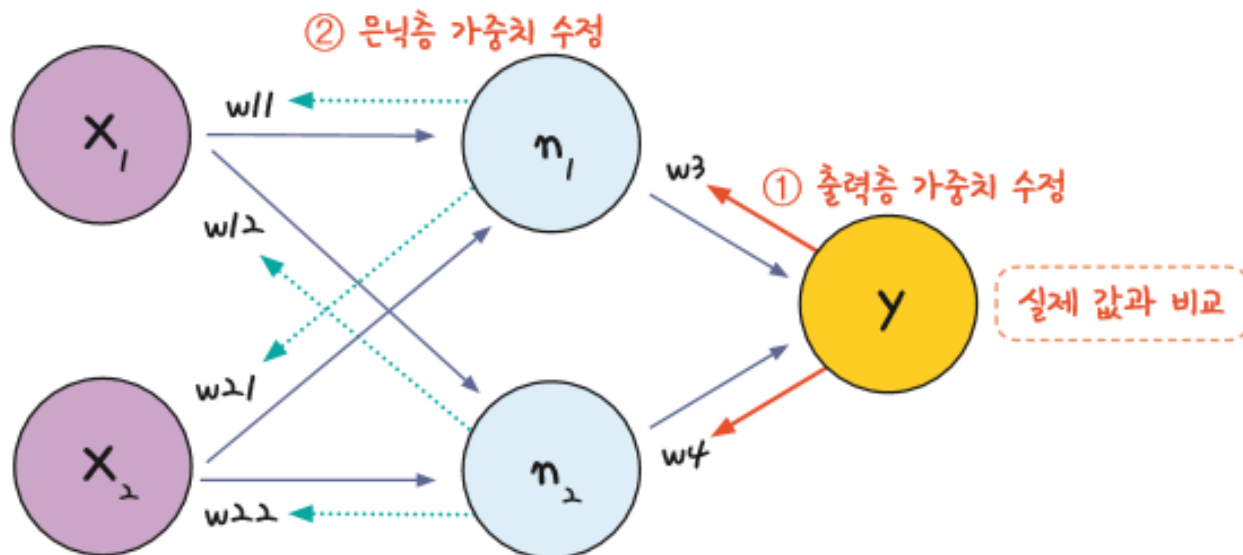 ② 은닉층 가중치 수정
x₁
w11
n₁
w3
① 출력층 가중치 수정
w12
y
실제 값과 비교
w21
x₂
n₂
w4
w22